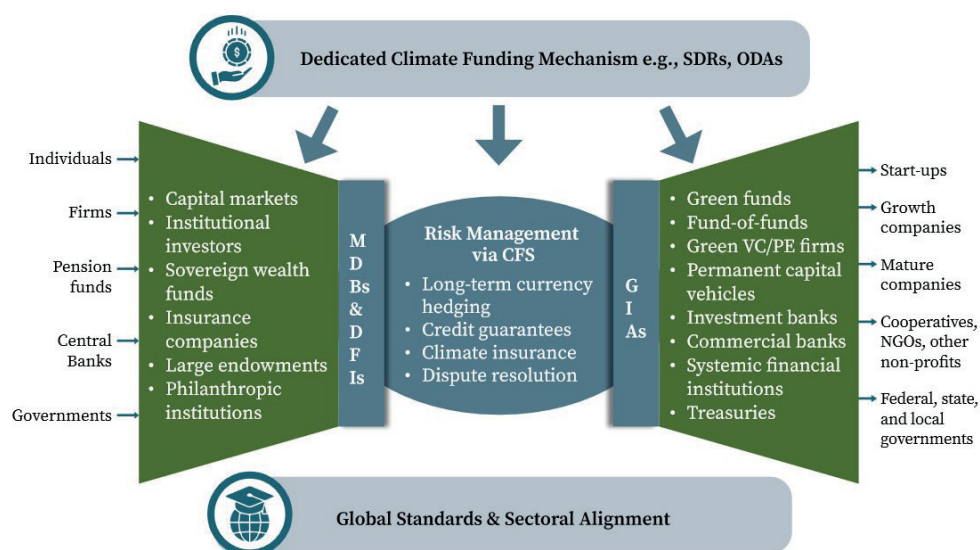 Dedicated Climate Funding Mechanism e.g., SDRs, ODAs
Individuals
Firms
Pension
funds
Central
Banks
Governments
• Capital markets
• Institutional
investors
• Sovereign wealth
funds
• Insurance
companies
• Large endowments
• Philanthropic
institutions
M
D
Bs
&
D
F
Is
Risk Management
via CFS
• Long-term currency
hedging
• Credit guarantees
• Climate insurance
• Dispute resolution
G
I
As
• Green funds
• Fund-of-funds
• Green VC/PE firms
• Permanent capital
vehicles
• Investment banks
• Commercial banks
• Systemic financial
institutions
• Treasuries
Start-ups
Growth
companies
Mature
companies
Cooperatives,
NGOs, other
non-profits
Federal, state,
and local
governments
Global Standards & Sectoral Alignment